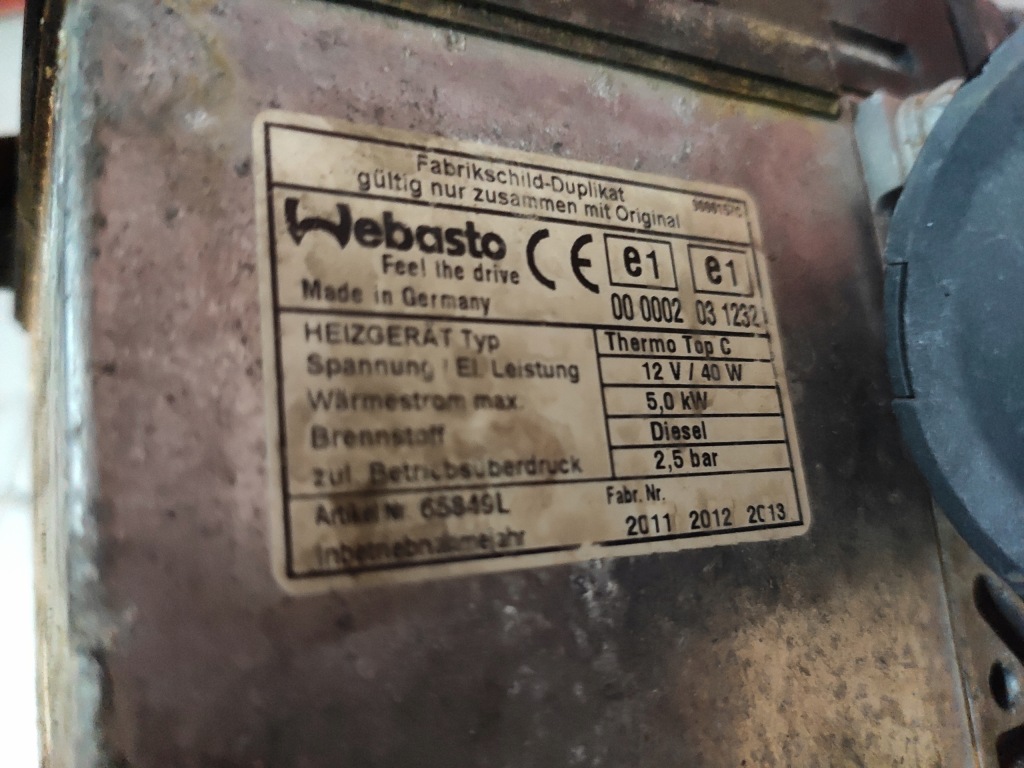 Fabrikschild-Duplikat
gültig nur zusammen mit Original
Webasto
Feel the drive
Made in Germany
CE e1 e1
00 0002 03 1232
HEIZGERÄT Typ Thermo Top C
Spannung / El. Leistung 12 V / 40 W
Wärmestrom max. 5,0 kW
Brennstoff Diesel
zul. Betriebsüberdruck 2,5 bar
Artikel Nr. 65849L Fabr. Nr.
Inbetriebnahmejahr 2011 2012 2013